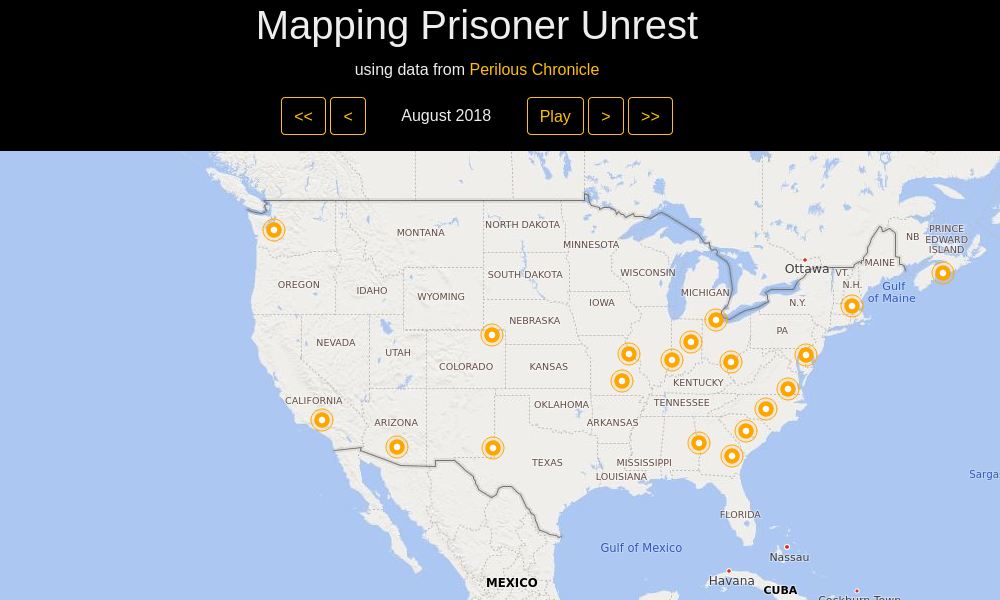 Mapping Prisoner Unrest
using data from Perilous Chronicle
<< < August 2018 Play > >>
NORTH DAKOTA
MONTANA
MINNESOTA
NB
PRINCE
EDWARD
ISLAND
MAINE
Ottawa
VT.
WISCONSIN
SOUTH DAKOTA
OREGON
IDAHO
WYOMING
MICHIGAN
N.H.
Gulf
of Maine
IOWA
N.Y.
NEBRASKA
PA
NEVADA
UTAH
COLORADO
KANSAS
KENTUCKY
CALIFORNIA
OKLAHOMA
TENNESSEE
ARIZONA
ARKANSAS
TEXAS
MISSISSIPPI
LOUISIANA
Sarga
FLORIDA
Gulf of Mexico
Nassau
MEXICO
Havana
CUBA
Cockburn Town